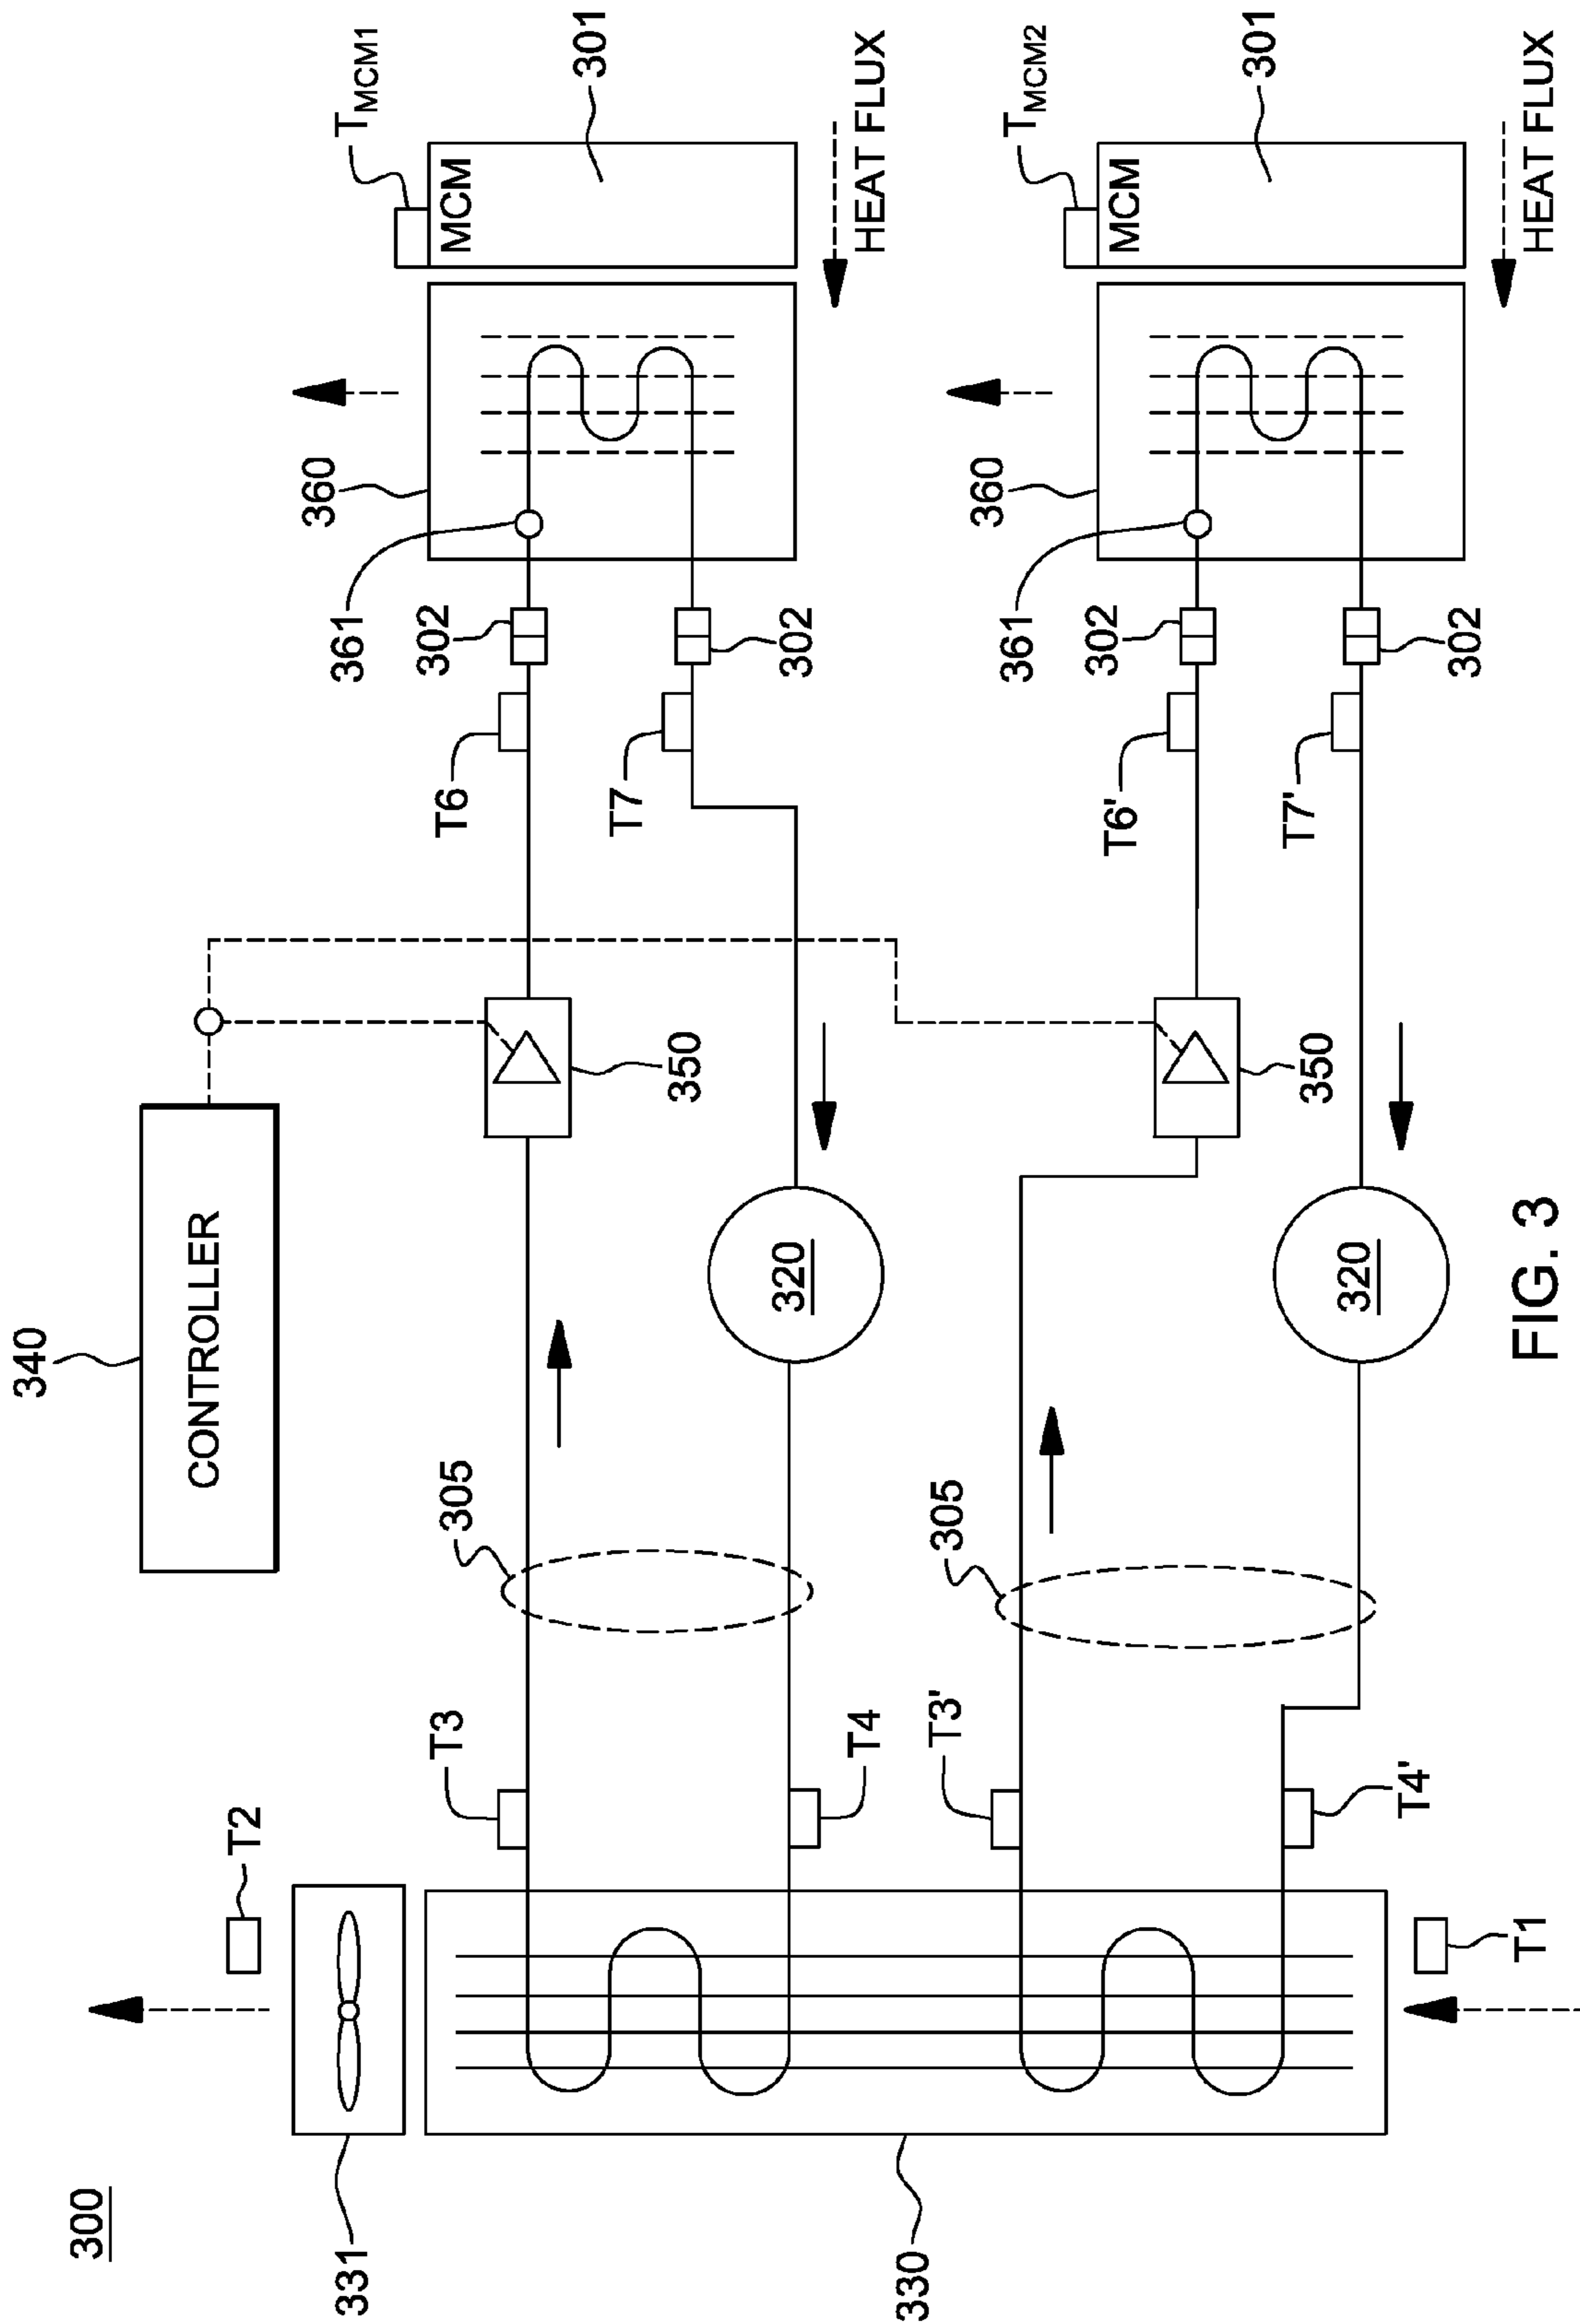 300
340
CONTROLLER
331
T2
T3
305
T6
361
360
302
T_MCM1
MCM
301
HEAT FLUX
350
T7
302
T4
320
330
T3'
305
T6'
361
360
302
T_MCM2
MCM
301
HEAT FLUX
350
T7'
302
T4'
320
T1
FIG. 3